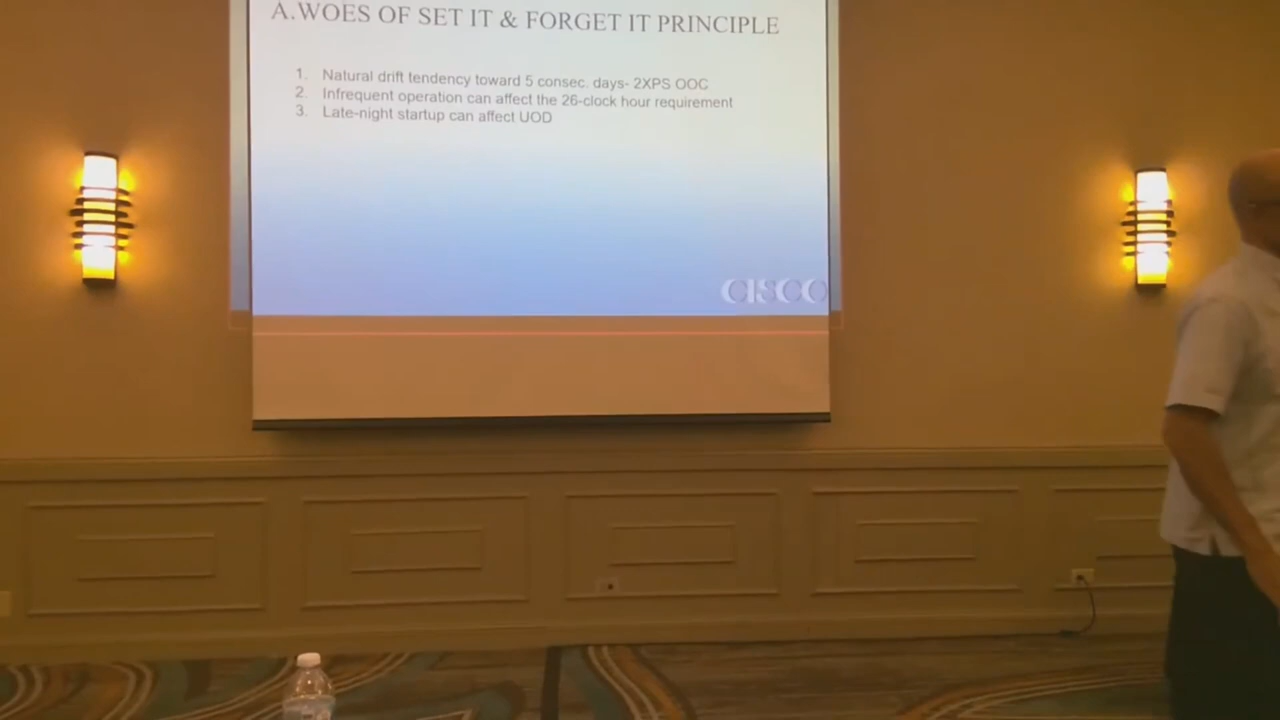 A.WOES OF SET IT & FORGET IT PRINCIPLE
1. Natural drift tendency toward 5 consec. days- 2XPS OOC
2. Infrequent operation can affect the 26-clock hour requirement
3. Late-night startup can affect UOD
CISCO